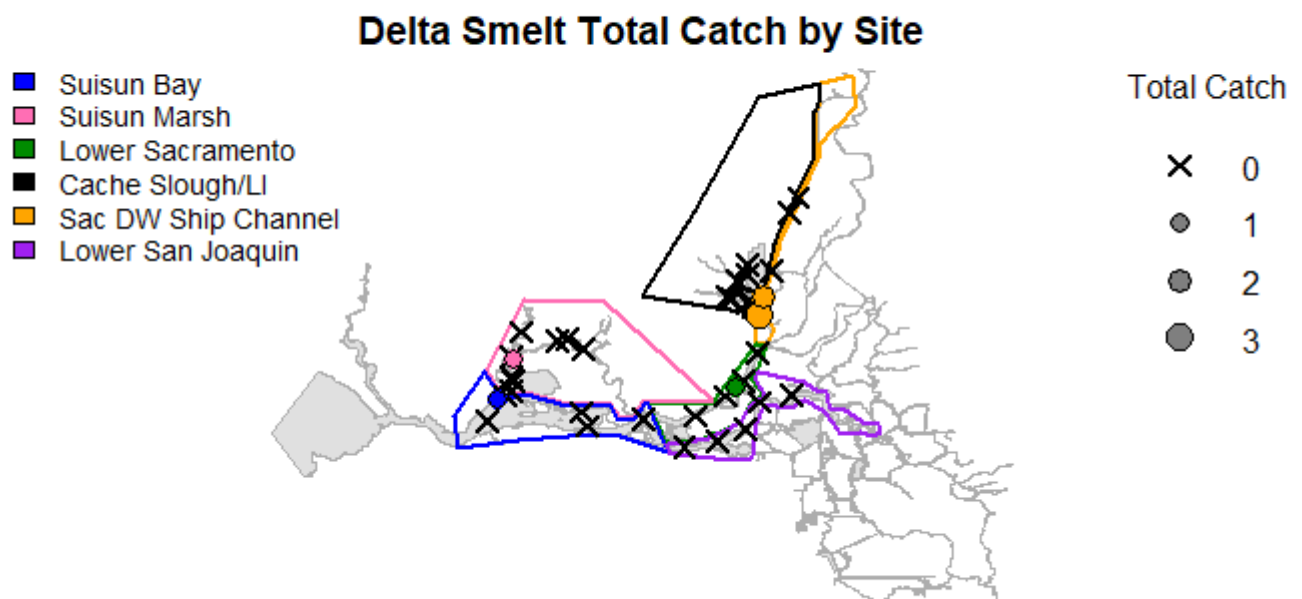 Delta Smelt Total Catch by Site
Suisun Bay
Suisun Marsh
Lower Sacramento
Cache Slough/LI
Sac DW Ship Channel
Lower San Joaquin
Total Catch
0
1
2
3